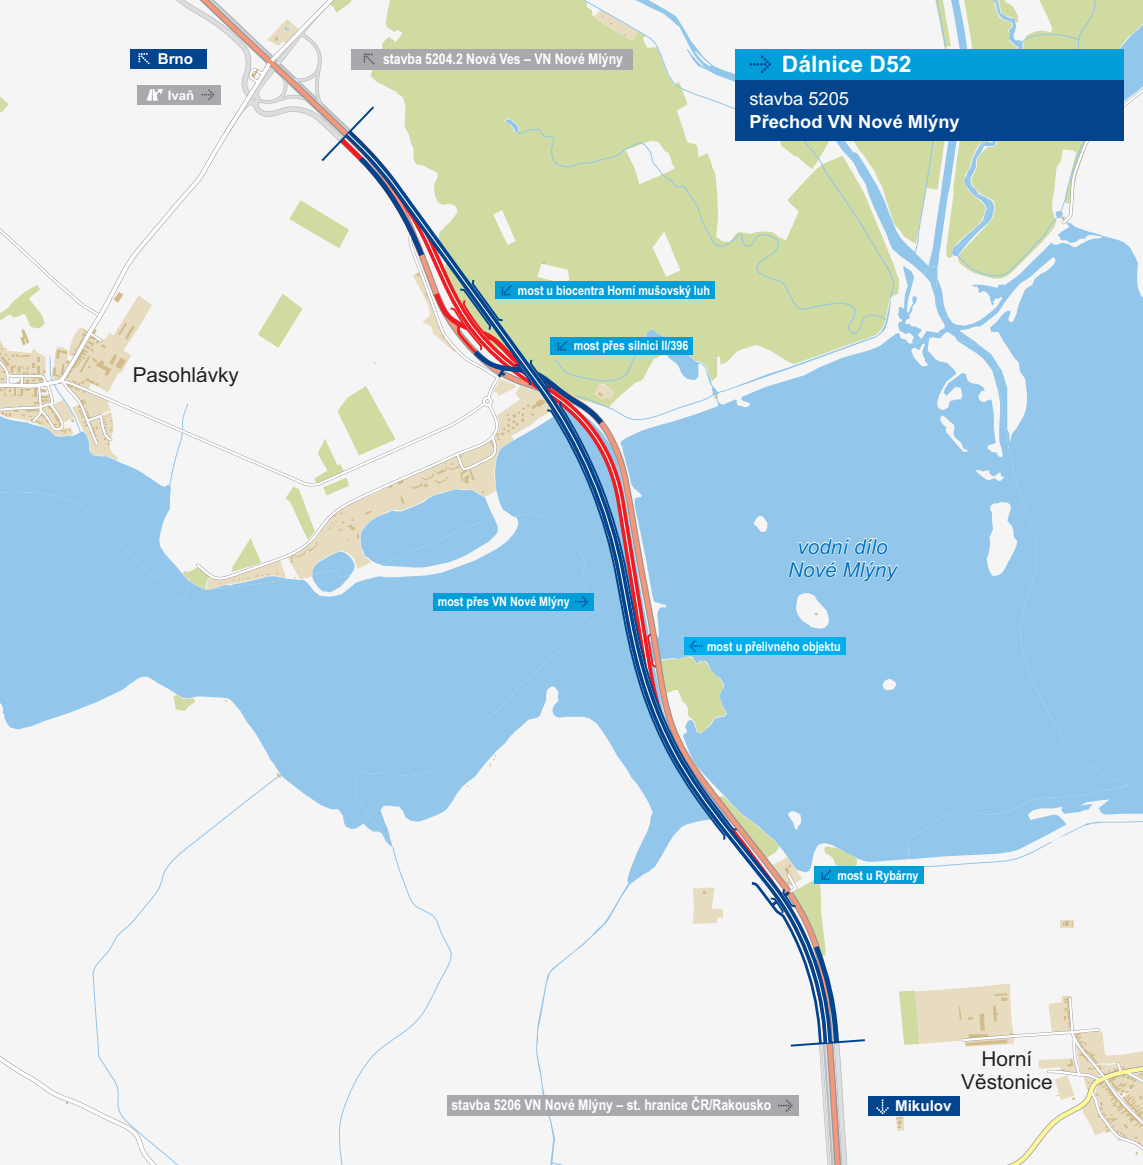 Brno
stavba 5204.2 Nová Ves – VN Nové Mlýny
Dálnice D52
Ivaň
stavba 5205
Přechod VN Nové Mlýny
most u biocentra Horní mušovský luh
most přes silnici II/396
Pasohlávky
vodní dílo
Nové Mlýny
most přes VN Nové Mlýny
most u přelivného objektu
most u Rybárny
Horní
Věstonice
stavba 5206 VN Nové Mlýny – st. hranice ČR/Rakousko
Mikulov